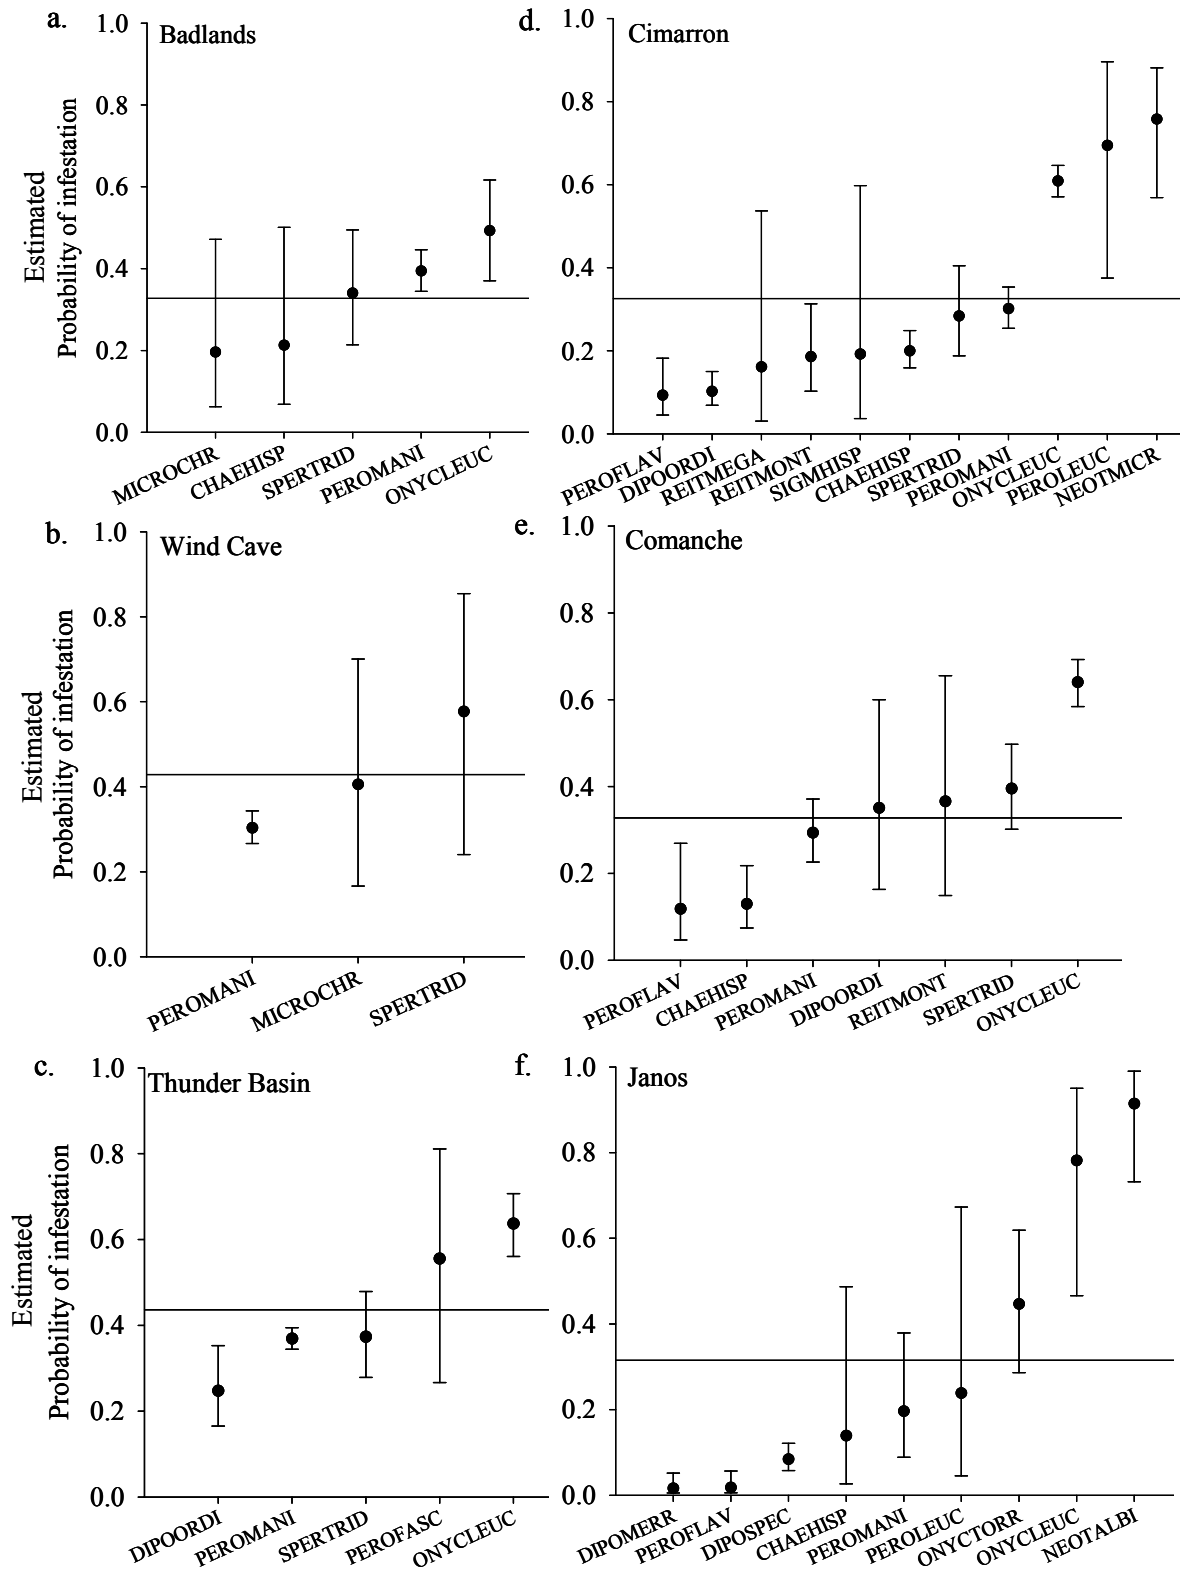 a.
Badlands
Estimated
Probability of infestation
1.0
0.8
0.6
0.4
0.2
0.0
MICROCHR
CHAEHISP
SPERTRID
PEROMANI
ONYCLEUC
d.
Cimarron
1.0
0.8
0.6
0.4
0.2
0.0
PEROFLAV
DIPOORDI
REITMEGA
REITMONT
SIGMHISP
CHAEHISP
SPERTRID
PEROMANI
ONYCLEUC
PEROLEUC
NEOTMICR
b.
Wind Cave
Estimated
Probability of infestation
1.0
0.8
0.6
0.4
0.2
0.0
PEROMANI
MICROCHR
SPERTRID
e.
Comanche
1.0
0.8
0.6
0.4
0.2
0.0
PEROFLAV
CHAEHISP
PEROMANI
DIPOORDI
REITMONT
SPERTRID
ONYCLEUC
c.
Thunder Basin
Estimated
Probability of infestation
1.0
0.8
0.6
0.4
0.2
0.0
DIPOORDI
PEROMANI
SPERTRID
PEROFASC
ONYCLEUC
f.
Janos
1.0
0.8
0.6
0.4
0.2
0.0
DIPOMERR
PEROFLAV
DIPOSPEC
CHAEHISP
PEROMANI
PEROLEUC
ONYCTORR
ONYCLEUC
NEOTALBI